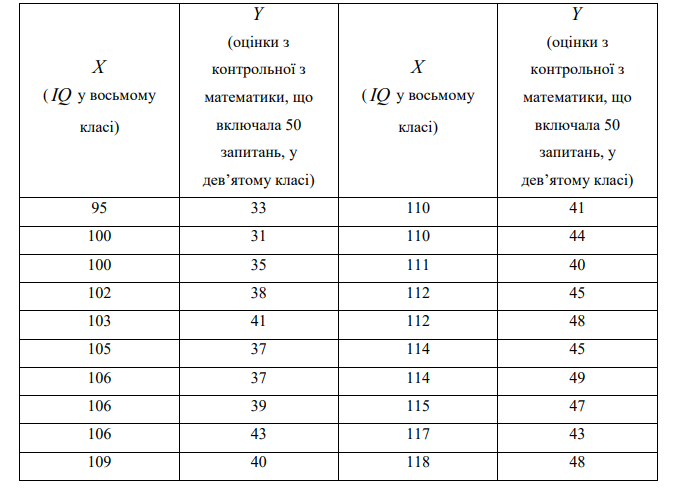 X
( IQ у восьмому
класі)
Y
(оцінки з
контрольної з
математики, що
включала 50
запитань, у
дев’ятому класі)
X
( IQ у восьмому
класі)
Y
(оцінки з
контрольної з
математики, що
включала 50
запитань, у
дев’ятому класі)
95 33 110 41
100 31 110 44
100 35 111 40
102 38 112 45
103 41 112 48
105 37 114 45
106 37 114 49
106 39 115 47
106 43 117 43
109 40 118 48